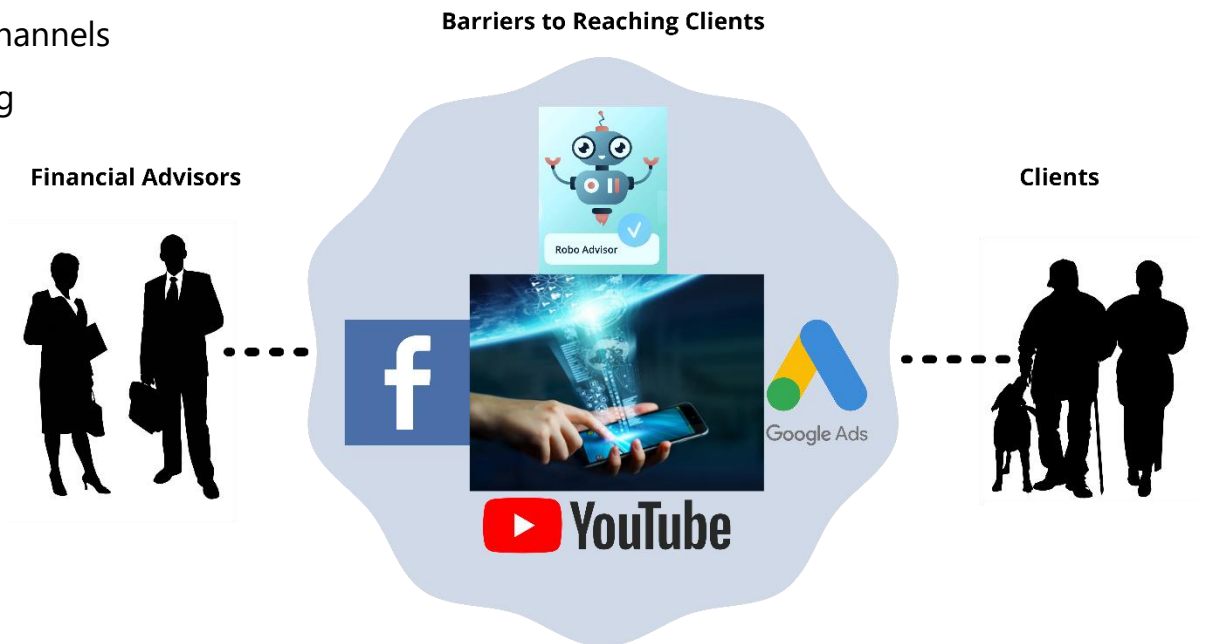 Barriers to Reaching Clients
hannels
g
Financial Advisors
Clients
Robo Advisor
f
Google Ads
YouTube